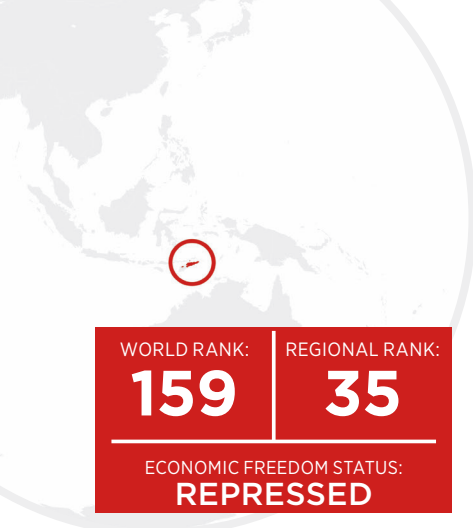 WORLD RANK:
159
REGIONAL RANK:
35
ECONOMIC FREEDOM STATUS:
REPRESSED